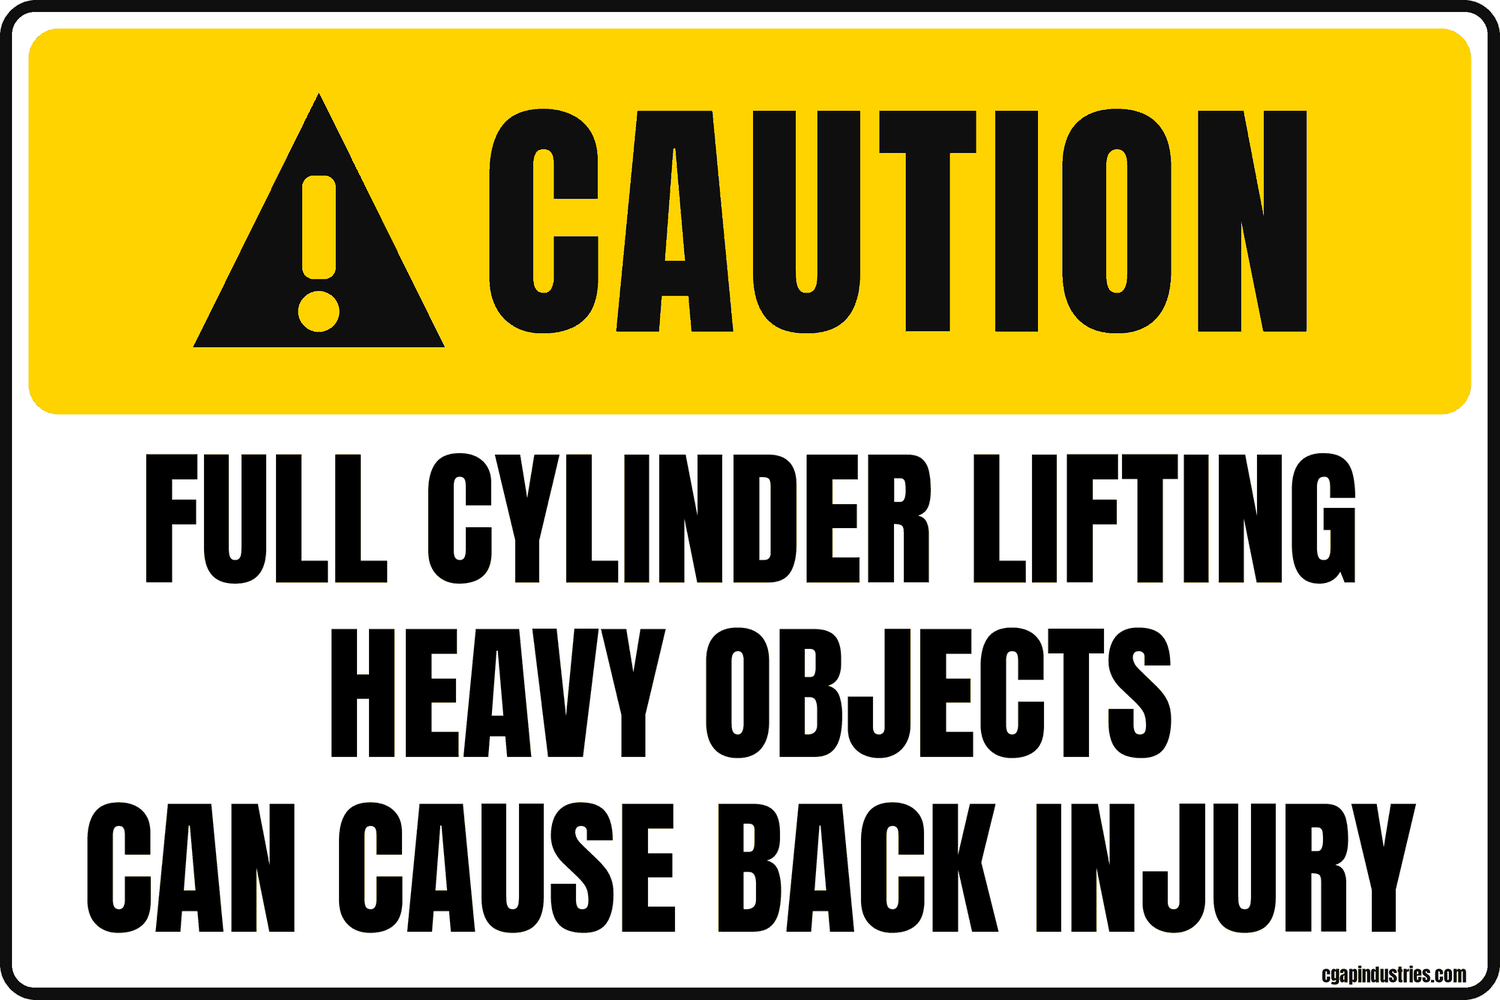 CAUTION
FULL CYLINDER LIFTING
HEAVY OBJECTS
CAN CAUSE BACK INJURY
cgapindustries.com